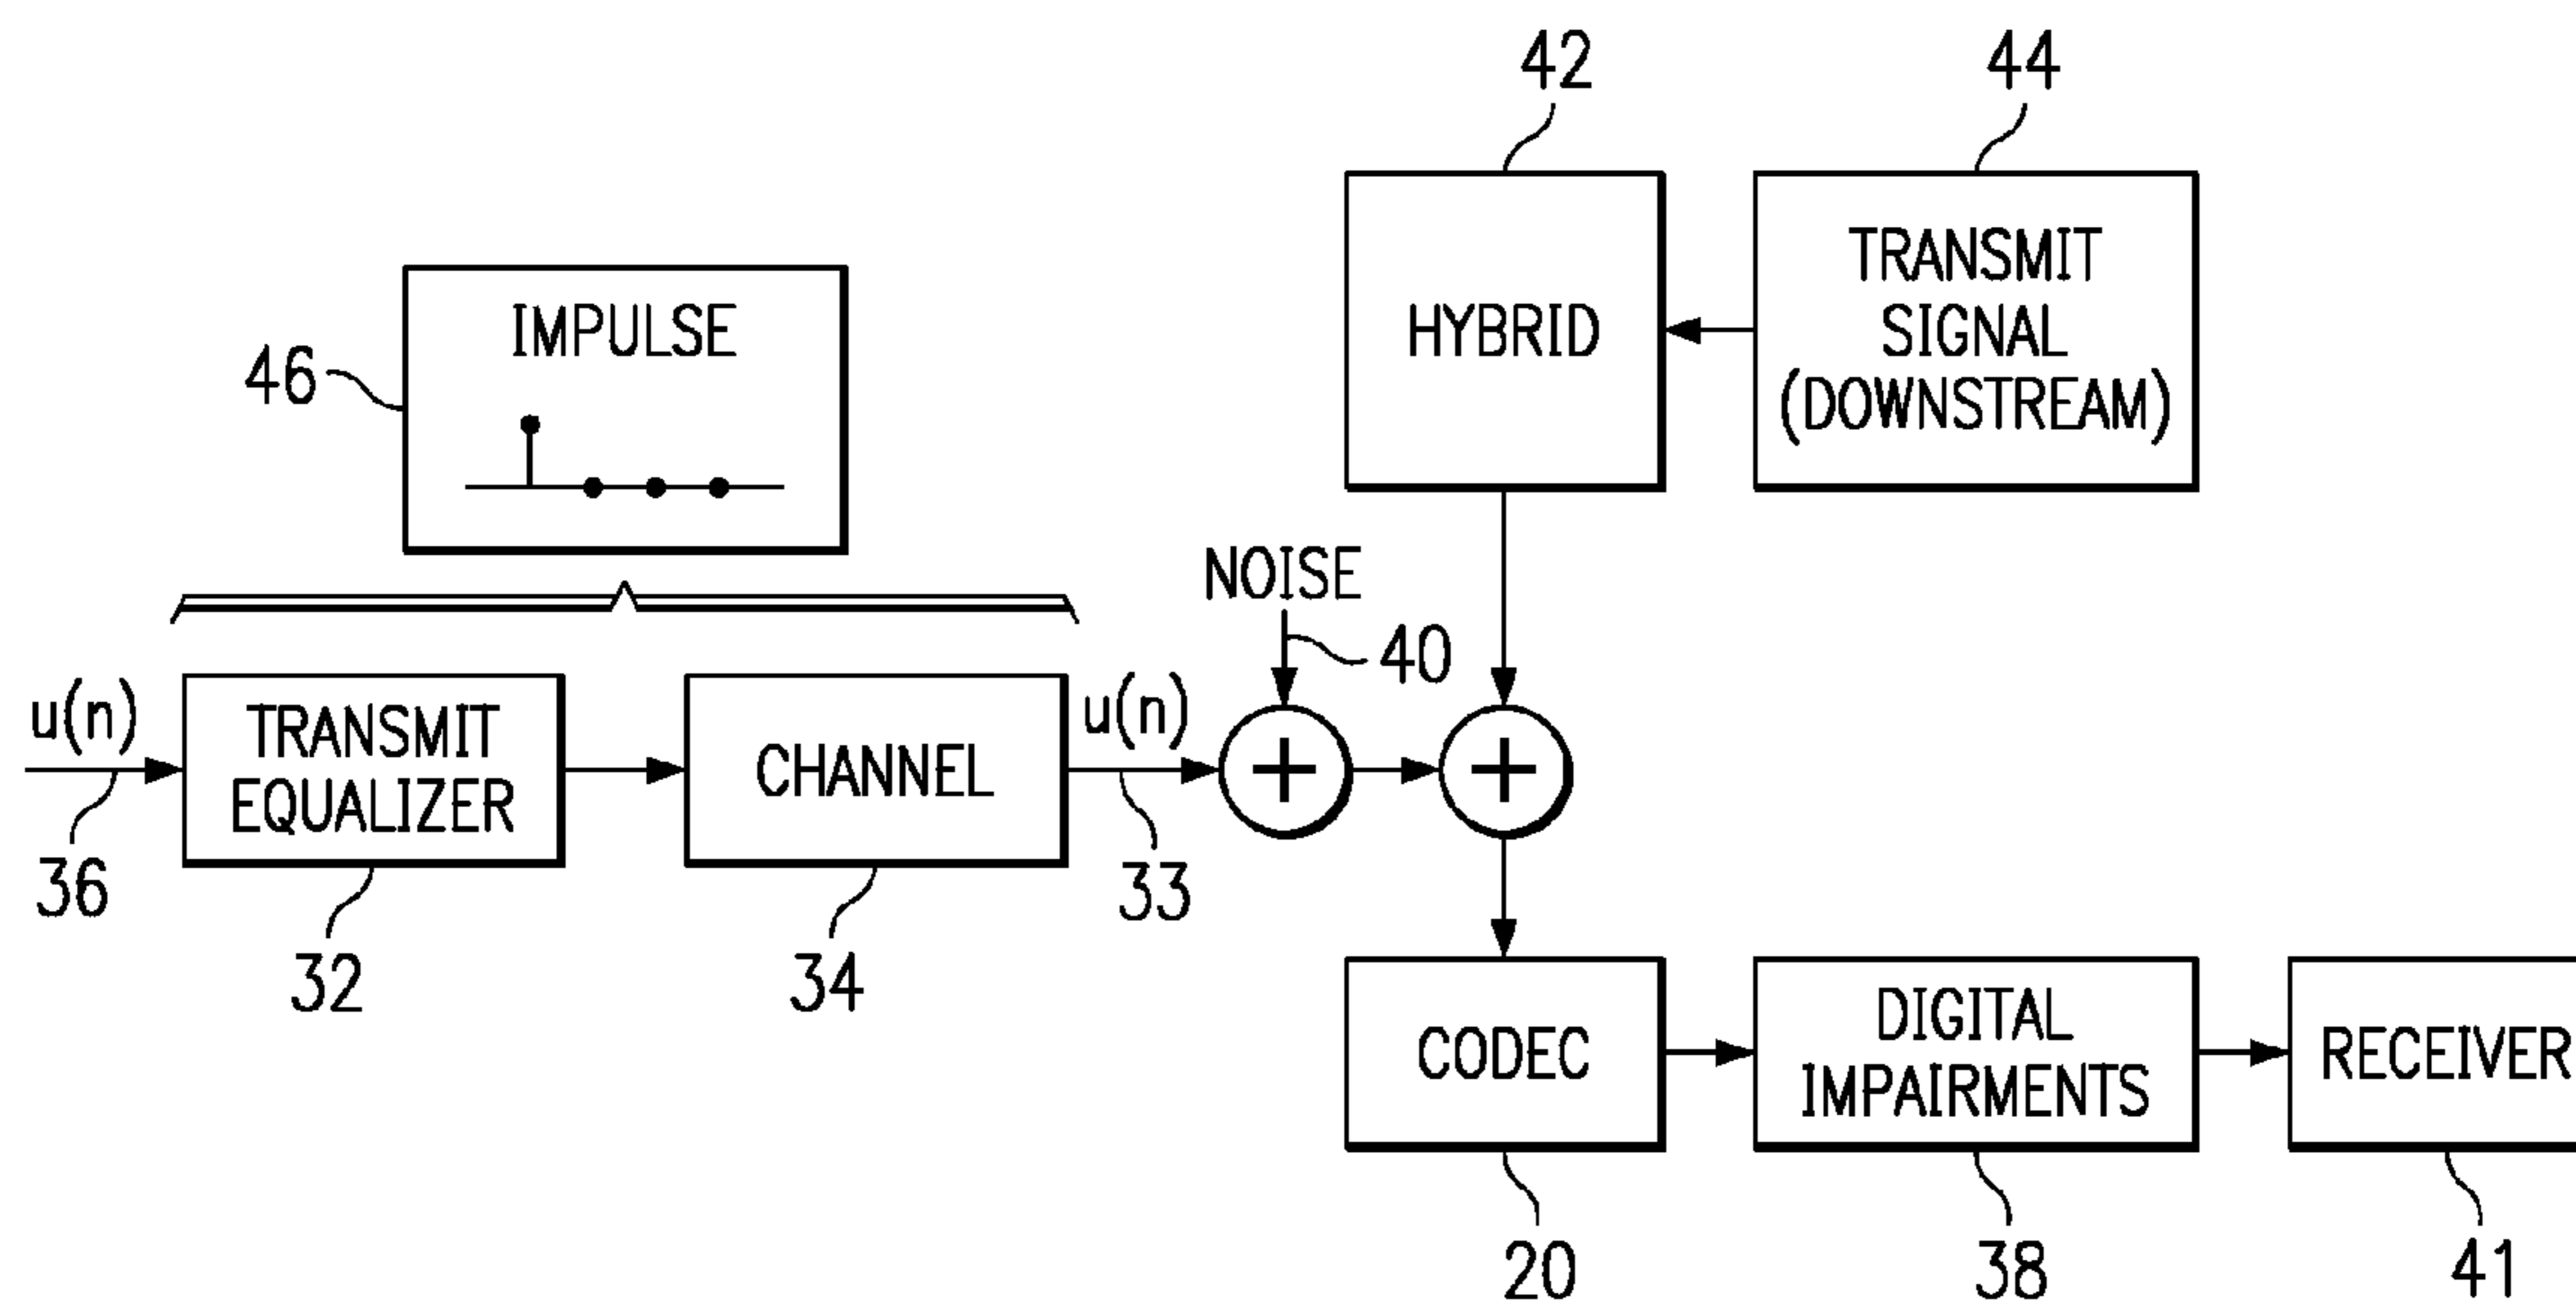 42
44
TRANSMIT
SIGNAL
(DOWNSTREAM)
HYBRID
IMPULSE
46
NOISE
40
u(n)
TRANSMIT
EQUALIZER
CHANNEL
u(n)
+
+
36
32
34
33
CODEC
DIGITAL
IMPAIRMENTS
RECEIVER
20
38
41